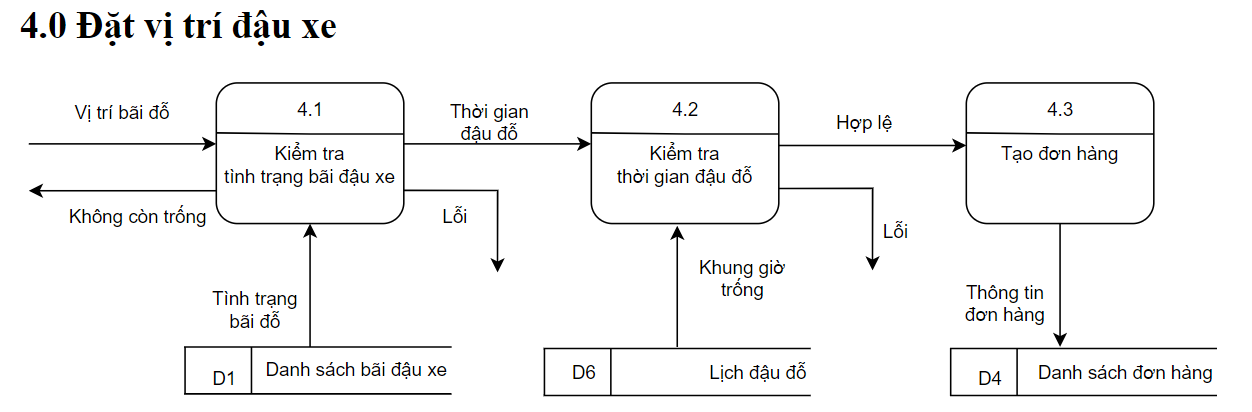 4.0 Đặt vị trí đậu xe
Vị trí bãi đỗ
4.1
Kiểm tra
tình trạng bãi đậu xe
Không còn trống
Thời gian
đậu đỗ
Lỗi
4.2
Kiểm tra
thời gian đậu đỗ
Hợp lệ
Lỗi
4.3
Tạo đơn hàng
Tình trạng
bãi đỗ
Khung giờ
trống
Thông tin
đơn hàng
D1
Danh sách bãi đậu xe
D6
Lịch đậu đỗ
D4
Danh sách đơn hàng